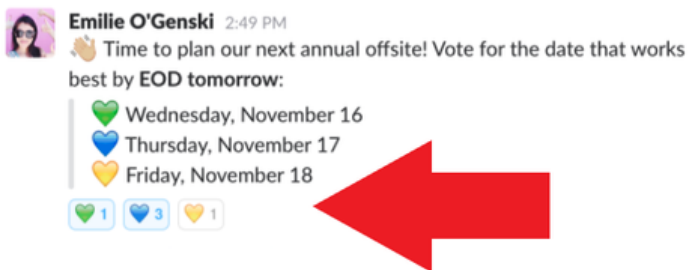 Emilie O'Genski 2:49 PM
👋 Time to plan our next annual offsite! Vote for the date that works
best by EOD tomorrow:
💚 Wednesday, November 16
💙 Thursday, November 17
💛 Friday, November 18
💚 1 💙 3 💛 1